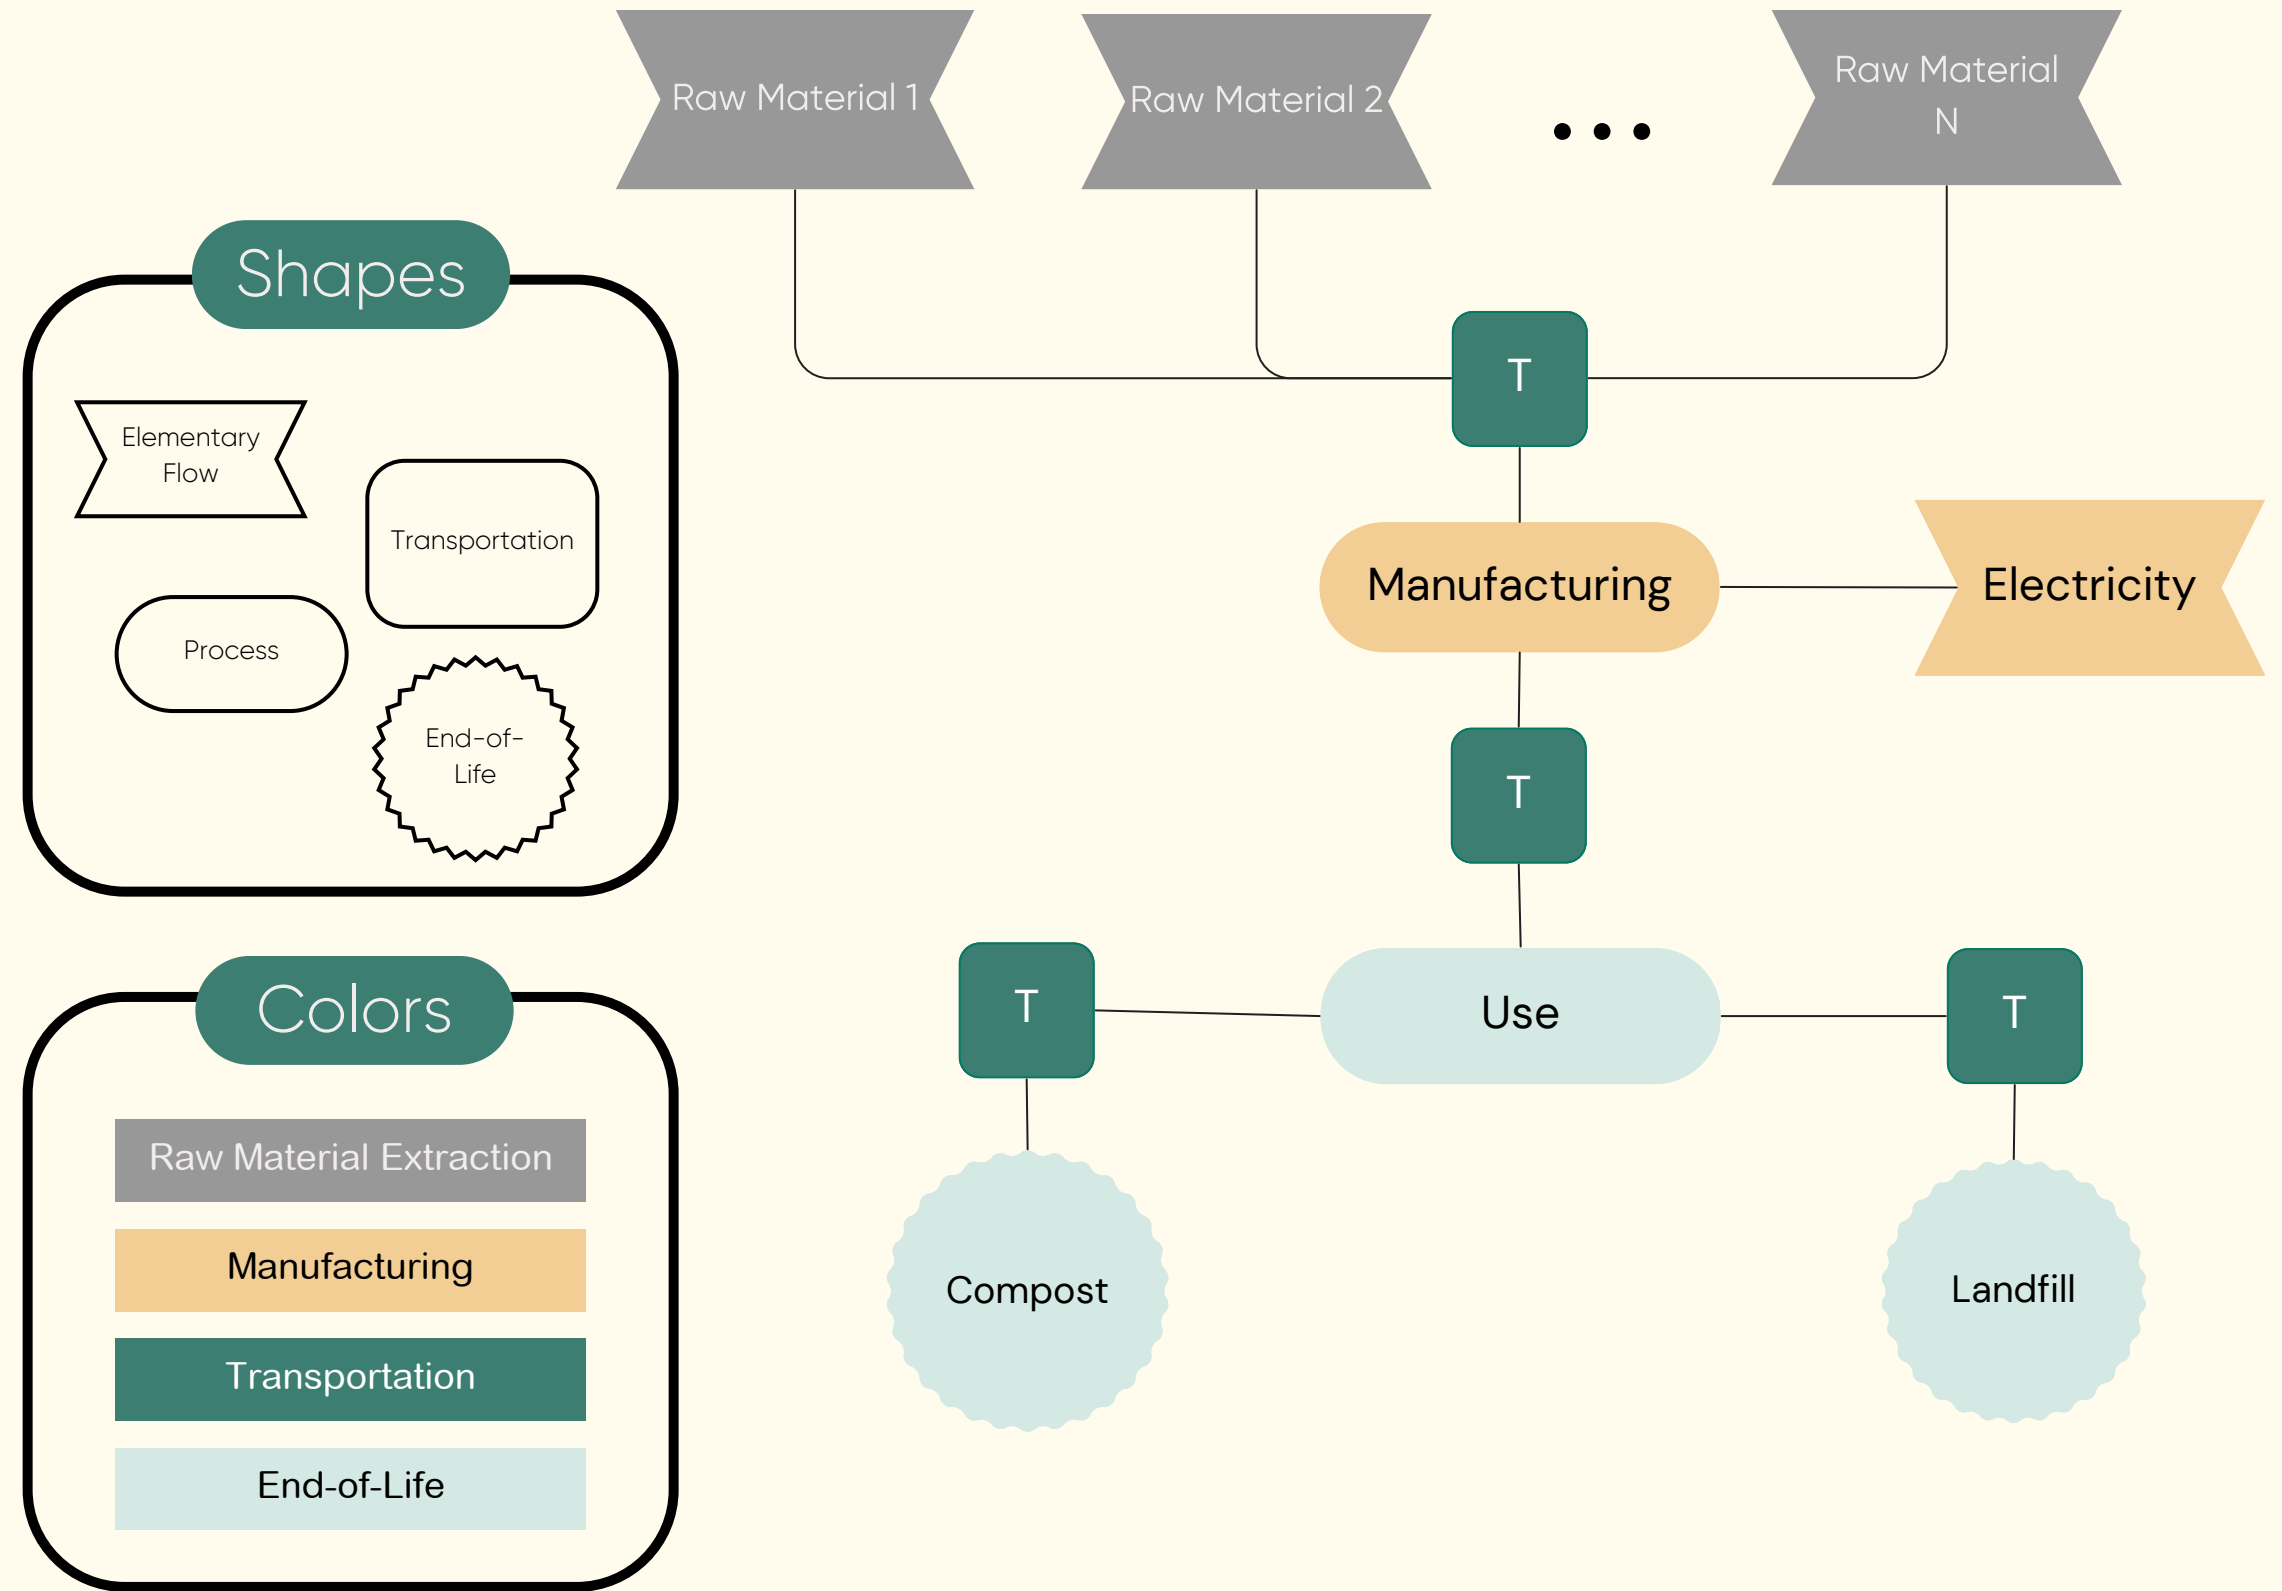 Raw Material 1
Raw Material 2
Raw Material
N
Shapes
Elementary
Flow
Transportation
Process
End-of-
Life
T
Manufacturing
Electricity
T
T
Use
T
Compost
Landfill
Colors
Raw Material Extraction
Manufacturing
Transportation
End-of-Life